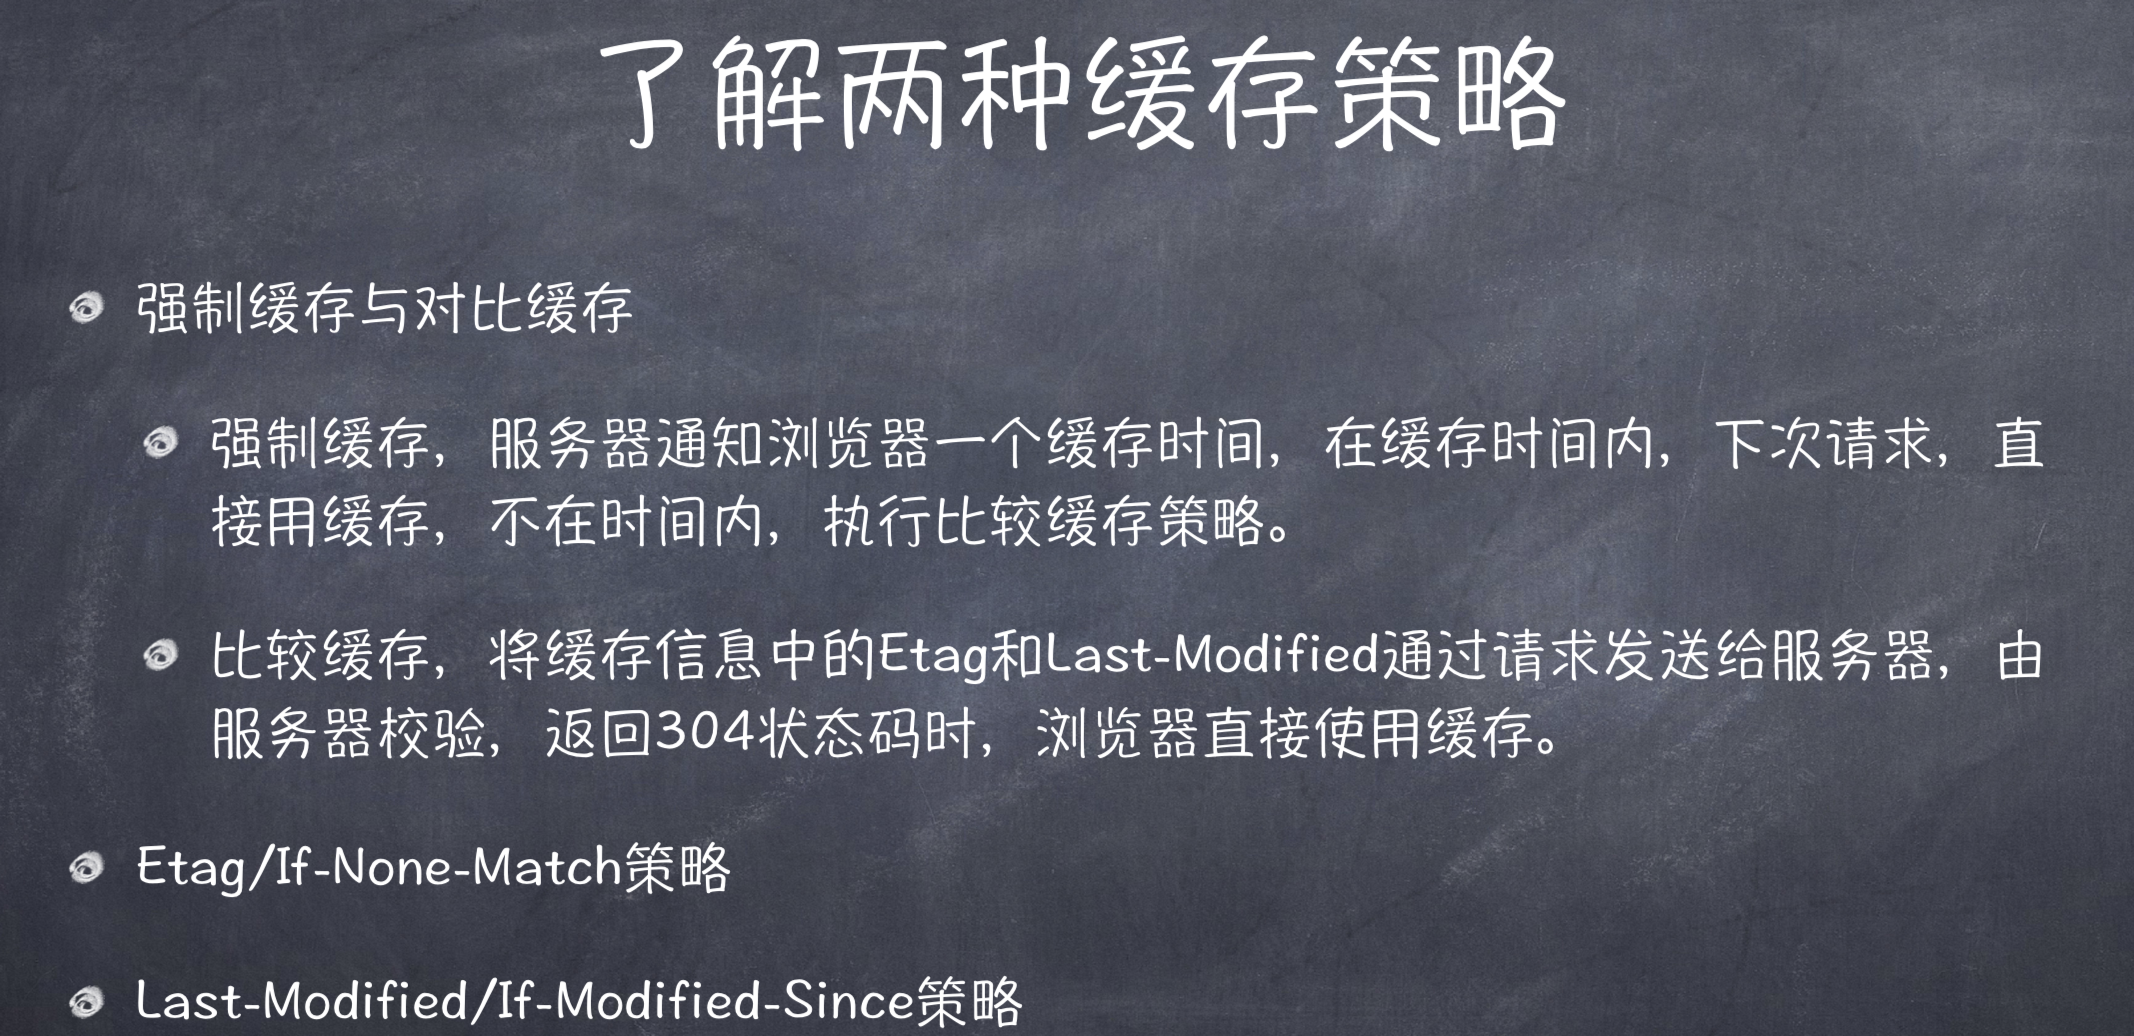 了解两种缓存策略
强制缓存与对比缓存
强制缓存，服务器通知浏览器一个缓存时间，在缓存时间内，下次请求，直
接用缓存，不在时间内，执行比较缓存策略。
比较缓存，将缓存信息中的Etag和Last-Modified通过请求发送给服务器，由
服务器校验，返回304状态码时，浏览器直接使用缓存。
Etag/If-None-Match策略
Last-Modified/If-Modified-Since策略